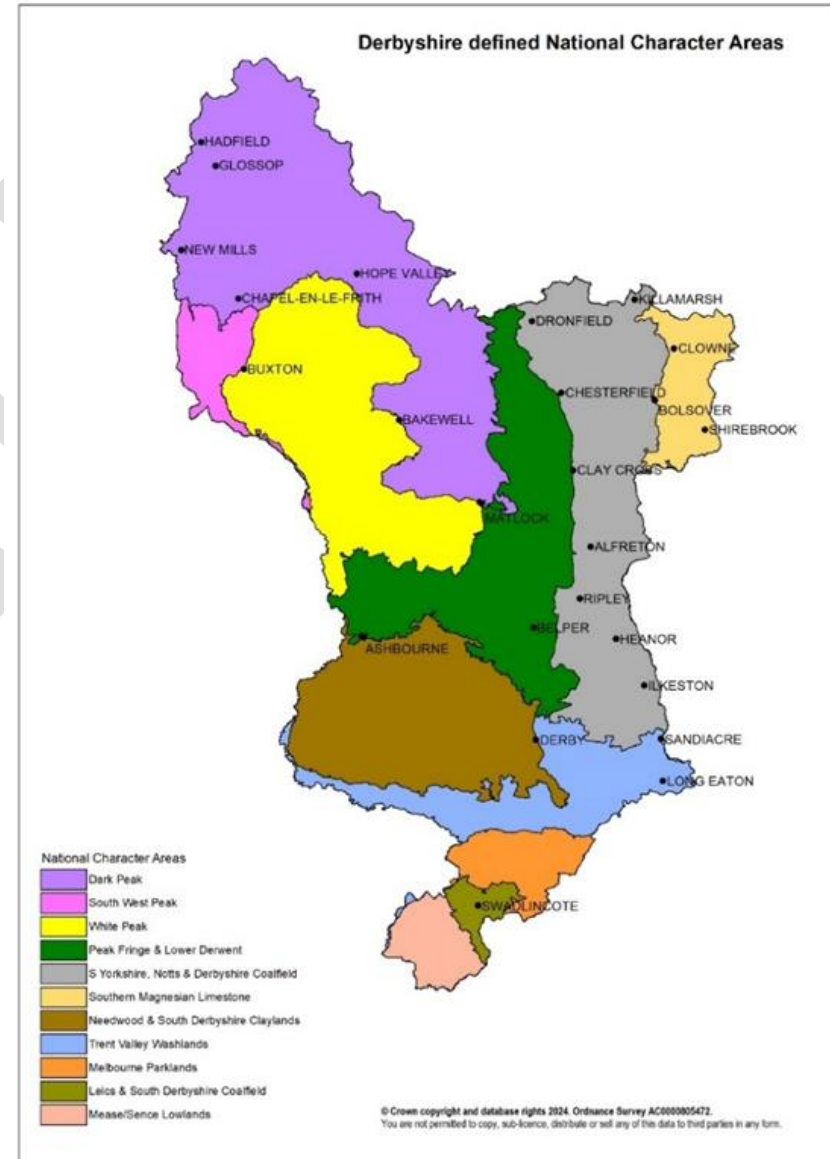 Derbyshire defined National Character Areas
HADFIELD
GLOSSOP
NEW MILLS
HOPE VALLEY
CHAPEL-EN-LE-FRITH
KILLAMARSH
DRONFIELD
CLOWNE
BUXTON
CHESTERFIELD
BOLSOVER
BAKEWELL
SHIREBROOK
CLAY CROSS
MATLOCK
ALFRETON
RIPLEY
BELPER
HEANOR
ASHBOURNE
ILKESTON
DERBY
SANDIACRE
LONG EATON
SWADLINCOTE
National Character Areas
Dark Peak
South West Peak
White Peak
Peak Fringe & Lower Derwent
S Yorkshire, Notts & Derbyshire Coalfield
Southern Magnesian Limestone
Needwood & South Derbyshire Claylands
Trent Valley Washlands
Melbourne Parklands
Leics & South Derbyshire Coalfield
Mease/Sence Lowlands
© Crown copyright and database rights 2024. Ordnance Survey AC0000805472.
You are not permitted to copy, sub-licence, distribute or sell any of this data to third parties in any form.